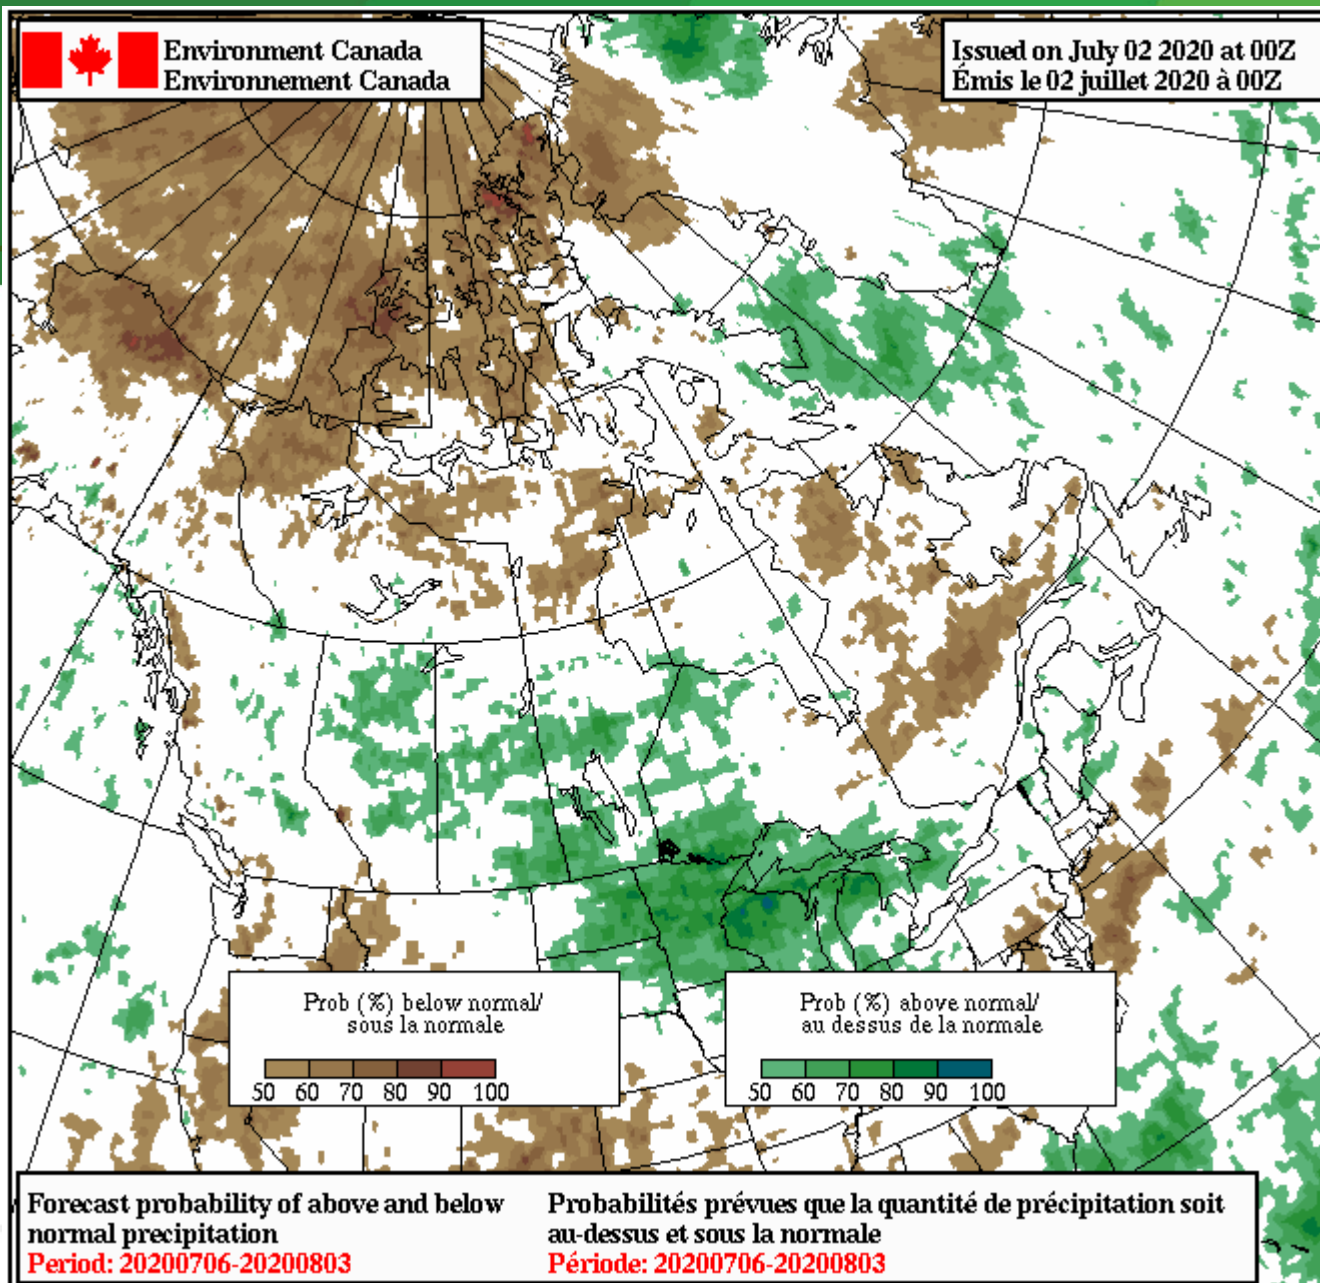 Environment Canada
Environnement Canada
Issued on July 02 2020 at 00Z
Émis le 02 juillet 2020 à 00Z
Prob (%) below normal/
sous la normale
50 60 70 80 90 100
Prob (%) above normal/
au dessus de la normale
50 60 70 80 90 100
Forecast probability of above and below
normal precipitation
Period: 20200706-20200803
Probabilités prévues que la quantité de précipitation soit
au-dessus et sous la normale
Période: 20200706-20200803